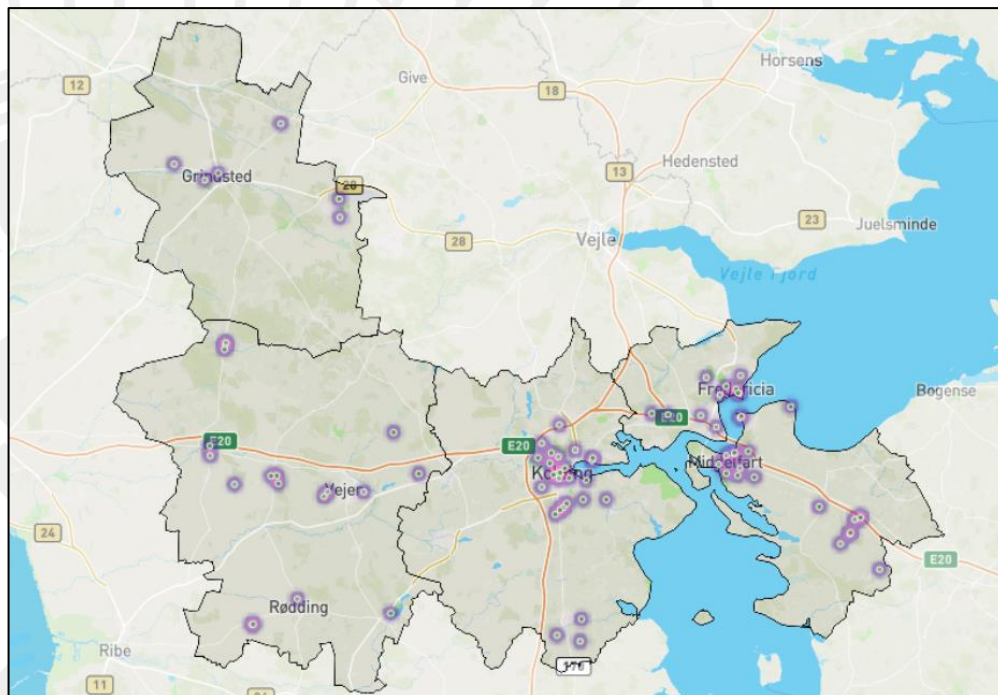 Horsens
12
Give
18
Hedensted
13
Grindsted
28
23
Juelsminde
28
Vejle
Vejle Fjord
Fredericia
Bogense
E20
E20
E20
Kolding
Middelfart
Vejen
24
E20
Rødding
Ribe
170
11